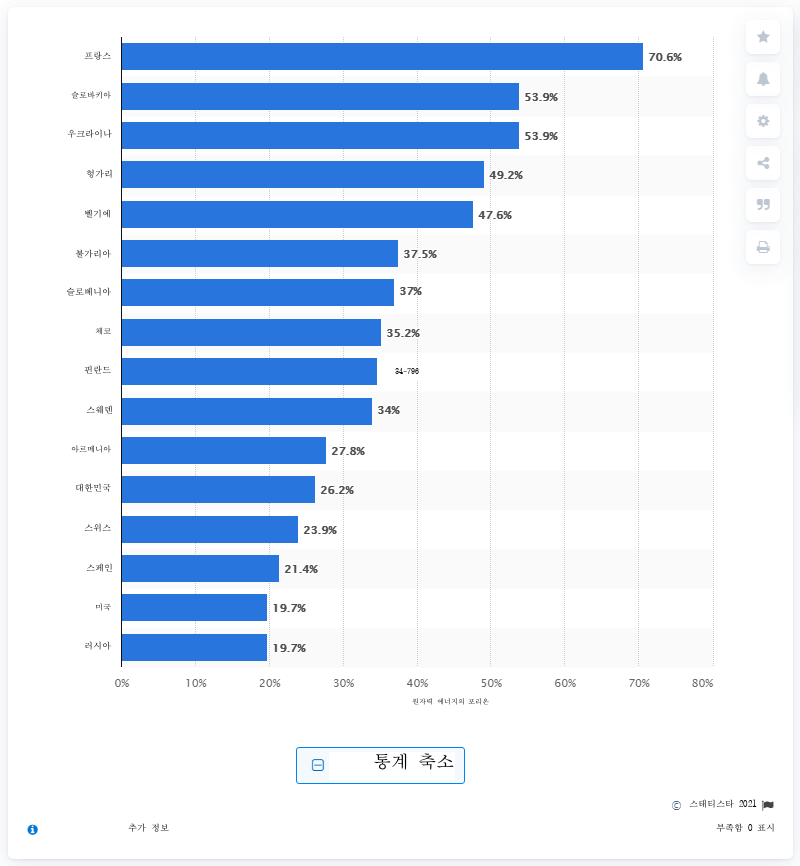 프랑스 70.6%
슬로바키아 53.9%
우크라이나 53.9%
헝가리 49.2%
벨기에 47.6%
불가리아 37.5%
슬로베니아 37%
체코 35.2%
핀란드 34-796
스웨덴 34%
아르메니아 27.8%
대한민국 26.2%
스위스 23.9%
스페인 21.4%
미국 19.7%
러시아 19.7%
0% 10% 20% 30% 40% 50% 60% 70% 80%
원자력 에너지의
통계 축소
© 스태티스타 2021
추가 정보 부족함 0 표시